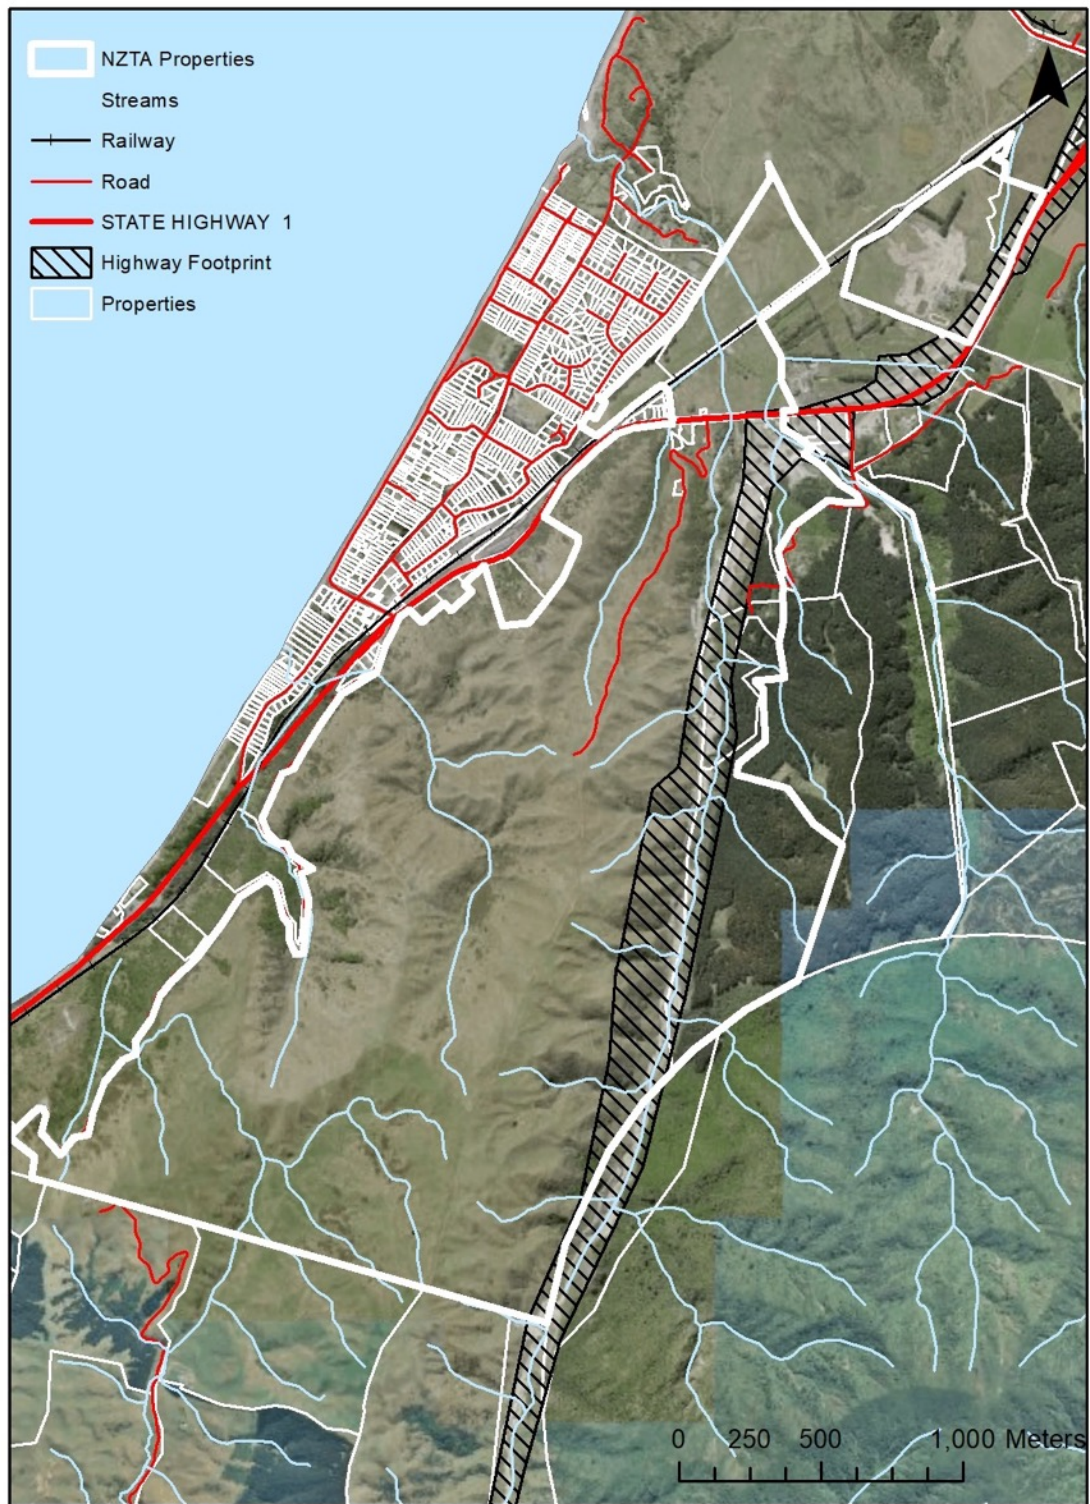 N
NZTA Properties
Streams
Railway
Road
STATE HIGHWAY 1
Highway Footprint
Properties
0 250 500 1,000 Meters